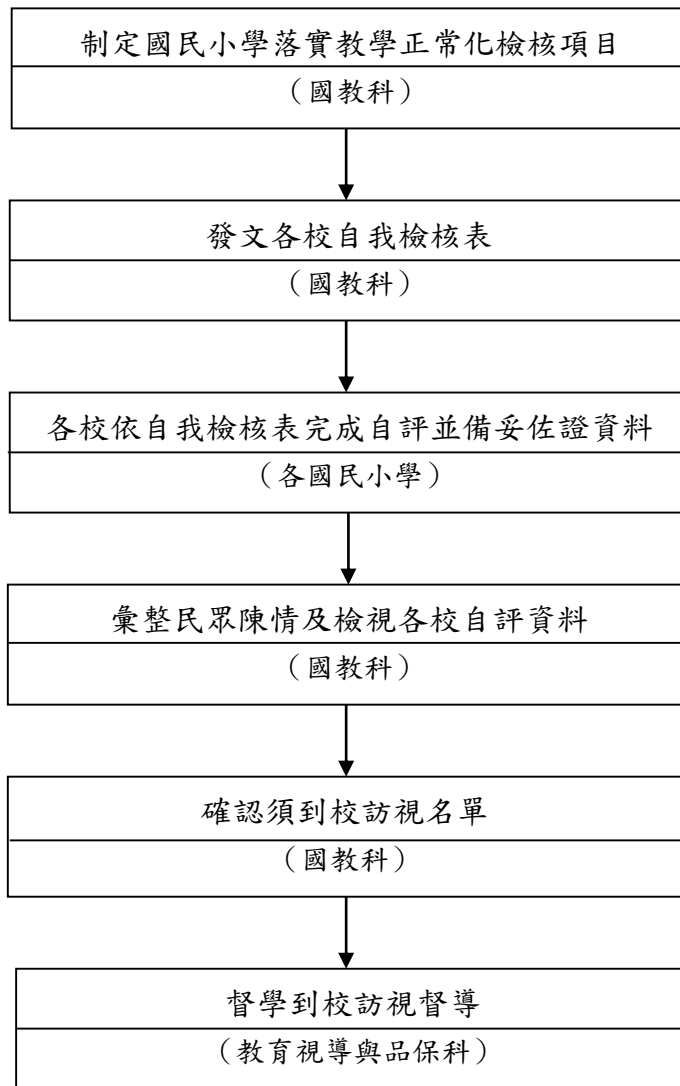 制定國民小學落實教學正常化檢核項目
（國教科）
發文各校自我檢核表
（國教科）
各校依自我檢核表完成自評並備妥佐證資料
（各國民小學）
彙整民眾陳情及檢視各校自評資料
（國教科）
確認須到校訪視名單
（國教科）
督學到校訪視督導
（教育視導與品保科）